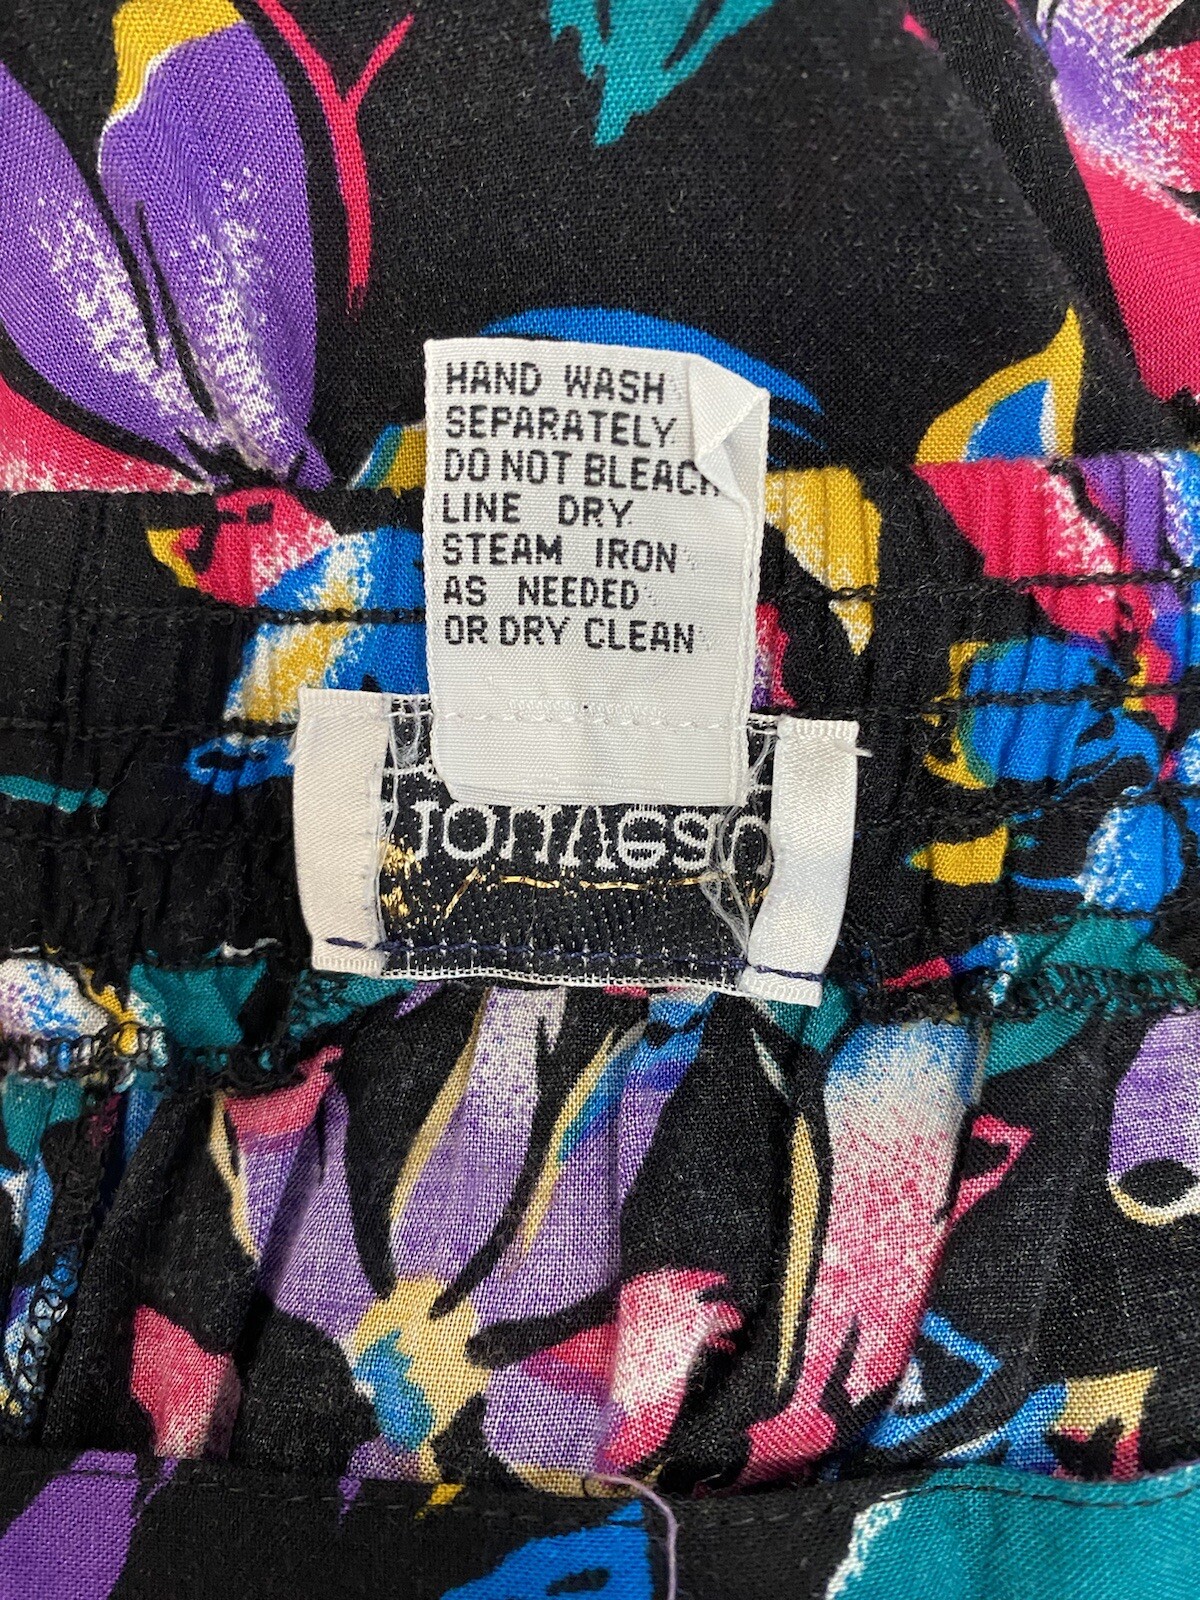 HAND WASH
SEPARATELY
DO NOT BLEACH
LINE DRY
STEAM IRON
AS NEEDED
OR DRY CLEAN